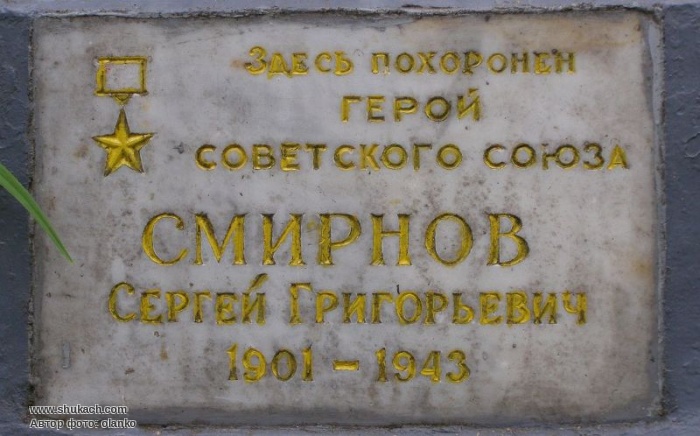 Здесь похоронен
ГЕРОЙ
СОВЕТСКОГО СОЮЗА
СМИРНОВ
Сергей Григорьевич
1901 - 1943
www.shukach.com
Автор фото: olanko